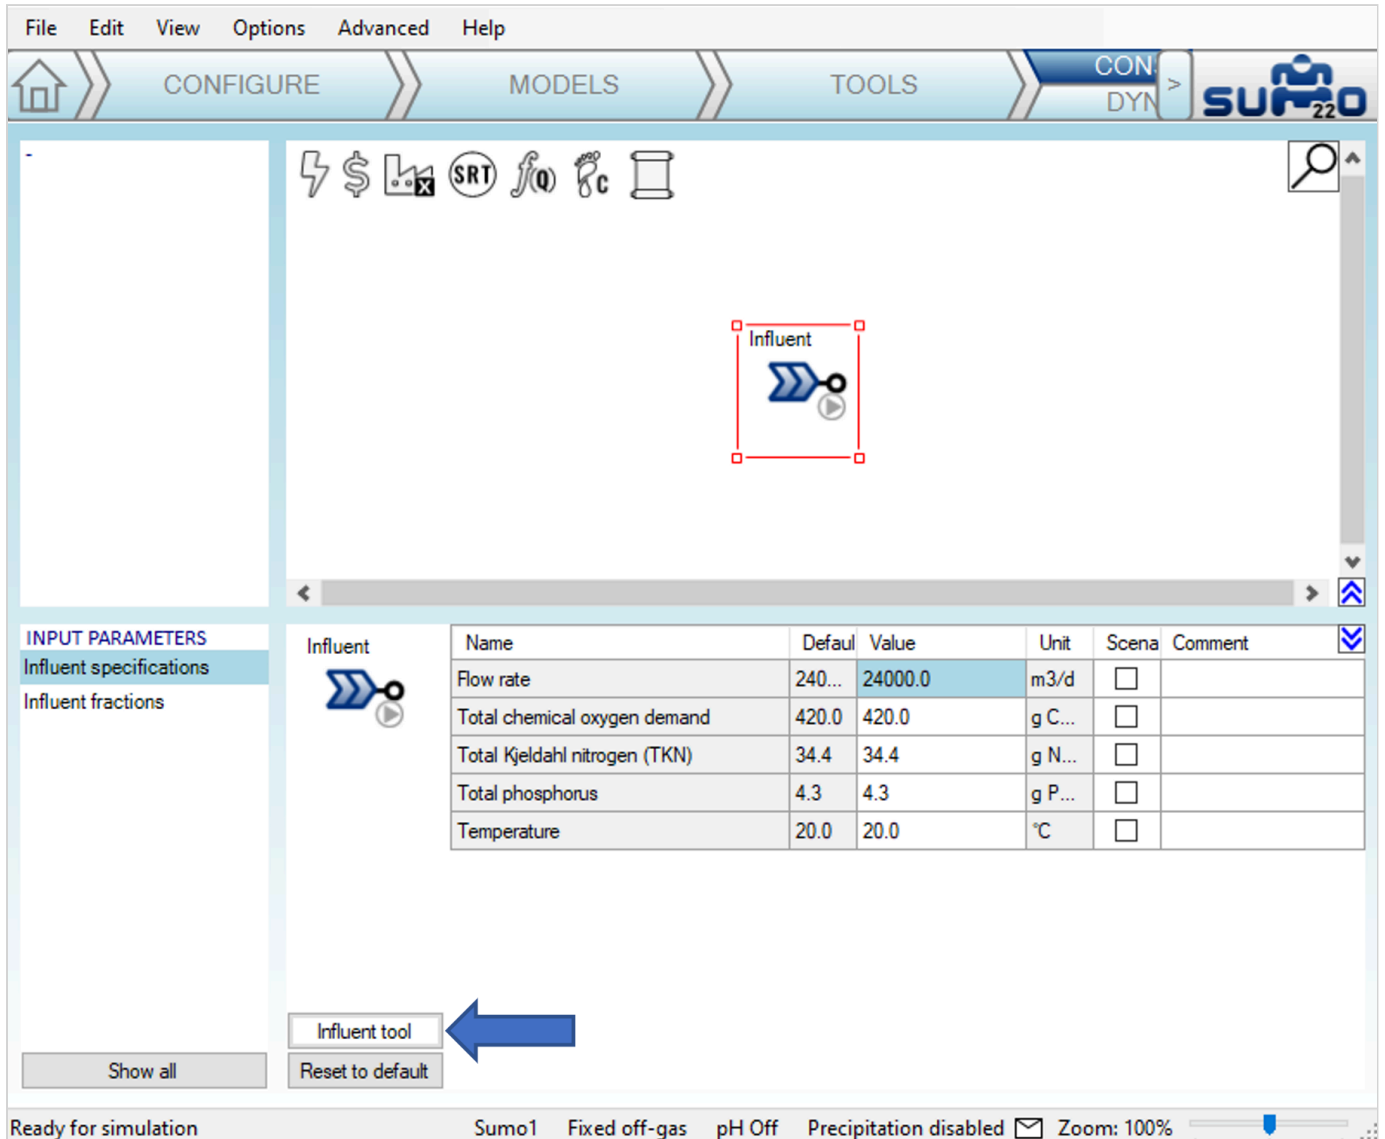 File Edit View Options Advanced Help
CONFIGURE MODELS TOOLS CONS > SUMO 22
DYN
-
$ x SRT f(Q) C
Influent
INPUT PARAMETERS
Influent specifications
Influent fractions
Influent
Name Defaul Value Unit Scena Comment
Flow rate 240... 24000.0 m3/d
Total chemical oxygen demand 420.0 420.0 g C...
Total Kjeldahl nitrogen (TKN) 34.4 34.4 g N...
Total phosphorus 4.3 4.3 g P...
Temperature 20.0 20.0 °C
Influent tool
Show all Reset to default
Ready for simulation Sumo1 Fixed off-gas pH Off Precipitation disabled Zoom: 100%